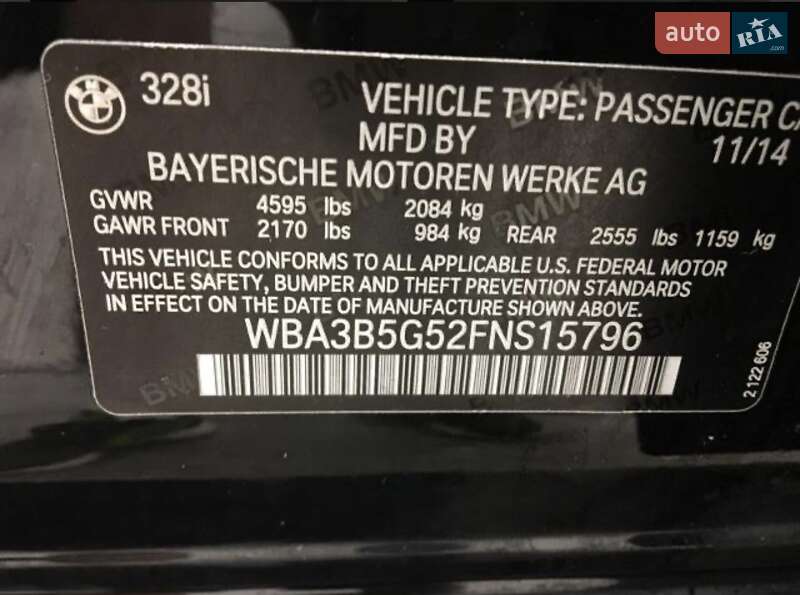 auto RIA .com
BMW
328i
VEHICLE TYPE: PASSENGER CA
MFD BY 11/14
BAYERISCHE MOTOREN WERKE AG
GVWR 4595 lbs 2084 kg
GAWR FRONT 2170 lbs 984 kg REAR 2555 lbs 1159 kg
THIS VEHICLE CONFORMS TO ALL APPLICABLE U.S. FEDERAL MOTOR
VEHICLE SAFETY, BUMPER AND THEFT PREVENTION STANDARDS
IN EFFECT ON THE DATE OF MANUFACTURE SHOWN ABOVE.
WBA3B5G52FNS15796
2 122 606